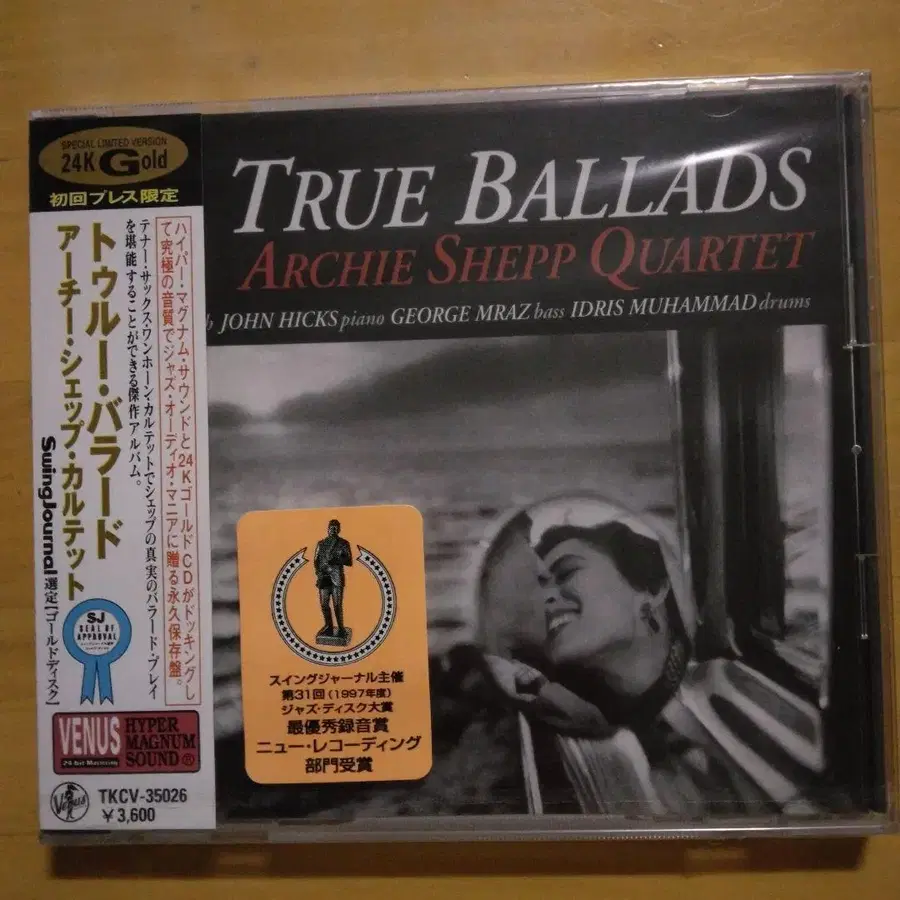 SPECIAL LIMITED VERSION
24K Gold
初回プレス限定
ハイパー・マグナム・サウンドと24KゴールドCDがドッキングし
て究極の音質でジャズ・オーディオ・マニアに贈る永久保存盤。
テナー・サックス・ワンホーン・カルテットでシェップの真実のバラード・プレイ
を堪能することができる傑作アルバム。
トゥルー・バラード
アーチー・シェップ・カルテット
SwingJournal 選定【ゴールドディスク】
SJ
SEAL OF
APPROVAL
VENUS
24 bit Mastering
HYPER
MAGNUM
SOUND®
Venus
TKCV-35026
¥3,600
TRUE BALLADS
ARCHIE SHEPP QUARTET
JOHN HICKS piano GEORGE MRAZ bass IDRIS MUHAMMAD drums
スイングジャーナル主催
第31回(1997年度)
ジャズ・ディスク大賞
最優秀録音賞
ニュー・レコーディング
部門受賞